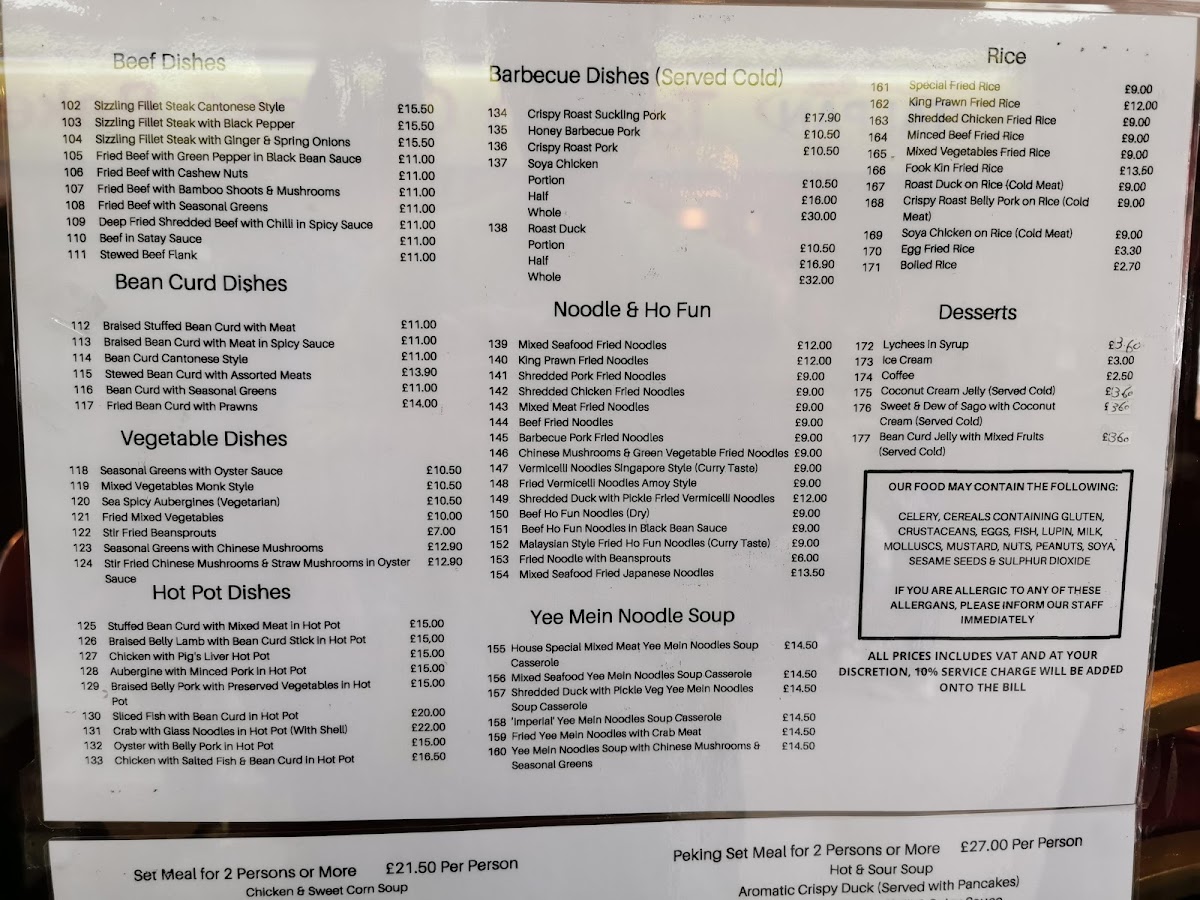 Beef Dishes
102 Sizzling Fillet Steak Cantonese Style £15.50
103 Sizzling Fillet Steak with Black Pepper £15.50
104 Sizzling Fillet Steak with Ginger & Spring Onions £15.50
105 Fried Beef with Green Pepper in Black Bean Sauce £11.00
106 Fried Beef with Cashew Nuts £11.00
107 Fried Beef with Bamboo Shoots & Mushrooms £11.00
108 Fried Beef with Seasonal Greens £11.00
109 Deep Fried Shredded Beef with Chilli in Spicy Sauce £11.00
110 Beef in Satay Sauce £11.00
111 Stewed Beef Flank £11.00
Bean Curd Dishes
112 Braised Stuffed Bean Curd with Meat £11.00
113 Braised Bean Curd with Meat in Spicy Sauce £11.00
114 Bean Curd Cantonese Style £11.00
115 Stewed Bean Curd with Assorted Meats £13.90
116 Bean Curd with Seasonal Greens £11.00
117 Fried Bean Curd with Prawns £14.00
Vegetable Dishes
118 Seasonal Greens with Oyster Sauce £10.50
119 Mixed Vegetables Monk Style £10.50
120 Sea Spicy Aubergines (Vegetarian) £10.50
121 Fried Mixed Vegetables £10.00
122 Stir Fried Beansprouts £7.00
123 Seasonal Greens with Chinese Mushrooms £12.90
124 Stir Fried Chinese Mushrooms & Straw Mushrooms in Oyster £12.90
Sauce
Hot Pot Dishes
125 Stuffed Bean Curd with Mixed Meat in Hot Pot £15.00
126 Braised Belly Lamb with Bean Curd Stick in Hot Pot £15,00
127 Chicken with Pig's Liver Hot Pot £15.00
128 Aubergine with Minced Pork in Hot Pot £15.00
129 Braised Belly Pork with Preserved Vegetables in Hot £15.00
Pot
130 Sliced Fish with Bean Curd in Hot Pot £20.00
131 Crab with Glass Noodles in Hot Pot (With Shell) £22.00
132 Oyster with Belly Pork in Hot Pot £15.00
133 Chicken with Salted Fish & Bean Curd in Hot Pot £16.50
Barbecue Dishes (Served Cold)
134 Crispy Roast Suckling Pork £17.90
135 Honey Barbecue Pork £10.50
136 Crispy Roast Pork £10.50
137 Soya Chicken
Portion £10.50
Half £16.00
Whole £30.00
138 Roast Duck
Portion £10.50
Half £16.90
Whole £32.00
Noodle & Ho Fun
139 Mixed Seafood Fried Noodles £12.00
140 King Prawn Fried Noodles £12.00
141 Shredded Pork Fried Noodles £9.00
142 Shredded Chicken Fried Noodles £9.00
143 Mixed Meat Fried Noodles £9.00
144 Beef Fried Noodles £9.00
145 Barbecue Pork Fried Noodles £9.00
146 Chinese Mushrooms & Green Vegetable Fried Noodles £9.00
147 Vermicelli Noodles Singapore Style (Curry Taste) £9.00
148 Fried Vermicelli Noodles Amoy Style £9.00
149 Shredded Duck with Pickle Fried Vermicelli Noodles £12.00
150 Beef Ho Fun Noodles (Dry) £9.00
151 Beef Ho Fun Noodles in Black Bean Sauce £9.00
152 Malaysian Style Fried Ho Fun Noodles (Curry Taste) £9.00
153 Fried Noodle with Beansprouts £6.00
154 Mixed Seafood Fried Japanese Noodles £13.50
Yee Mein Noodle Soup
155 House Special Mixed Meat Yee Mein Noodles Soup £14.50
Casserole
156 Mixed Seafood Yee Mein Noodles Soup Casserole £14.50
157 Shredded Duck with Pickle Veg Yee Mein Noodles £14.50
Soup Casserole
158 'Imperial' Yee Mein Noodles Soup Casserole £14.50
159 Fried Yee Mein Noodles with Crab Meat £14.50
160 Yee Mein Noodles Soup with Chinese Mushrooms & £14.50
Seasonal Greens
Rice
161 Special Fried Rice £9.00
162 King Prawn Fried Rice £12.00
163 Shredded Chicken Fried Rice £9.00
164 Minced Beef Fried Rice £9.00
165 Mixed Vegetables Fried Rice £9.00
166 Fook Kin Fried Rice £13.50
167 Roast Duck on Rice (Cold Meat) £9.00
168 Crispy Roast Belly Pork on Rice (Cold £9.00
Meat)
169 Soya Chicken on Rice (Cold Meat) £9.00
170 Egg Fried Rice £3.30
171 Boiled Rice £2.70
Desserts
172 Lychees in Syrup £3.60
173 Ice Cream £3.00
174 Coffee £2.50
175 Coconut Cream Jelly (Served Cold) £3.60
176 Sweet & Dew of Sago with Coconut £3.60
Cream (Served Cold)
177 Bean Curd Jelly with Mixed Fruits £3.60
(Served Cold)
OUR FOOD MAY CONTAIN THE FOLLOWING:
CELERY, CEREALS CONTAINING GLUTEN,
CRUSTACEANS, EGGS, FISH, LUPIN, MILK,
MOLLUSCS, MUSTARD, NUTS, PEANUTS, SOYA,
SESAME SEEDS & SULPHUR DIOXIDE
IF YOU ARE ALLERGIC TO ANY OF THESE
ALLERGANS, PLEASE INFORM OUR STAFF
IMMEDIATELY
ALL PRICES INCLUDES VAT AND AT YOUR
DISCRETION, 10% SERVICE CHARGE WILL BE ADDED
ONTO THE BILL
Set Meal for 2 Persons or More £21.50 Per Person
Chicken & Sweet Corn Soup
Peking Set Meal for 2 Persons or More £27.00 Per Person
Hot & Sour Soup
Aromatic Crispy Duck (Served with Pancakes)